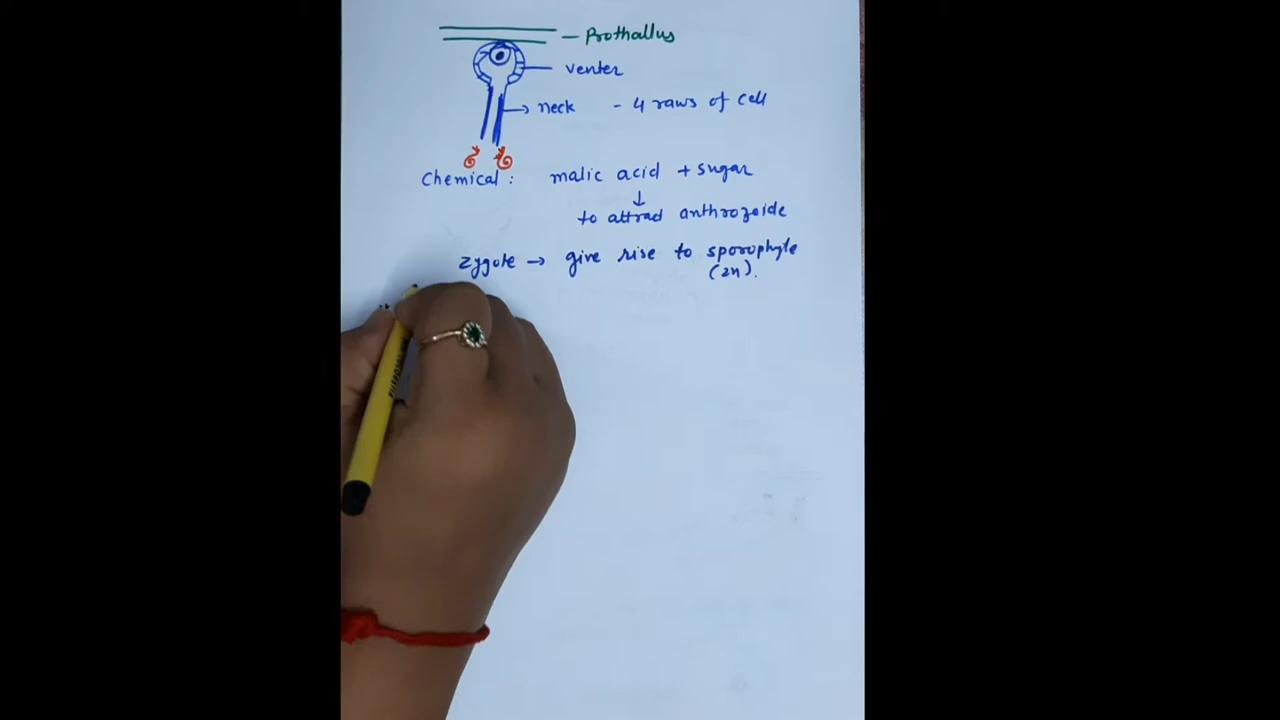 — Prothallus
venter
→ neck - 4 raws of cell
Chemical : malic acid + sugar
↓
to attrad anthrozoide
zygote → give rise to sporophyte
(2n).